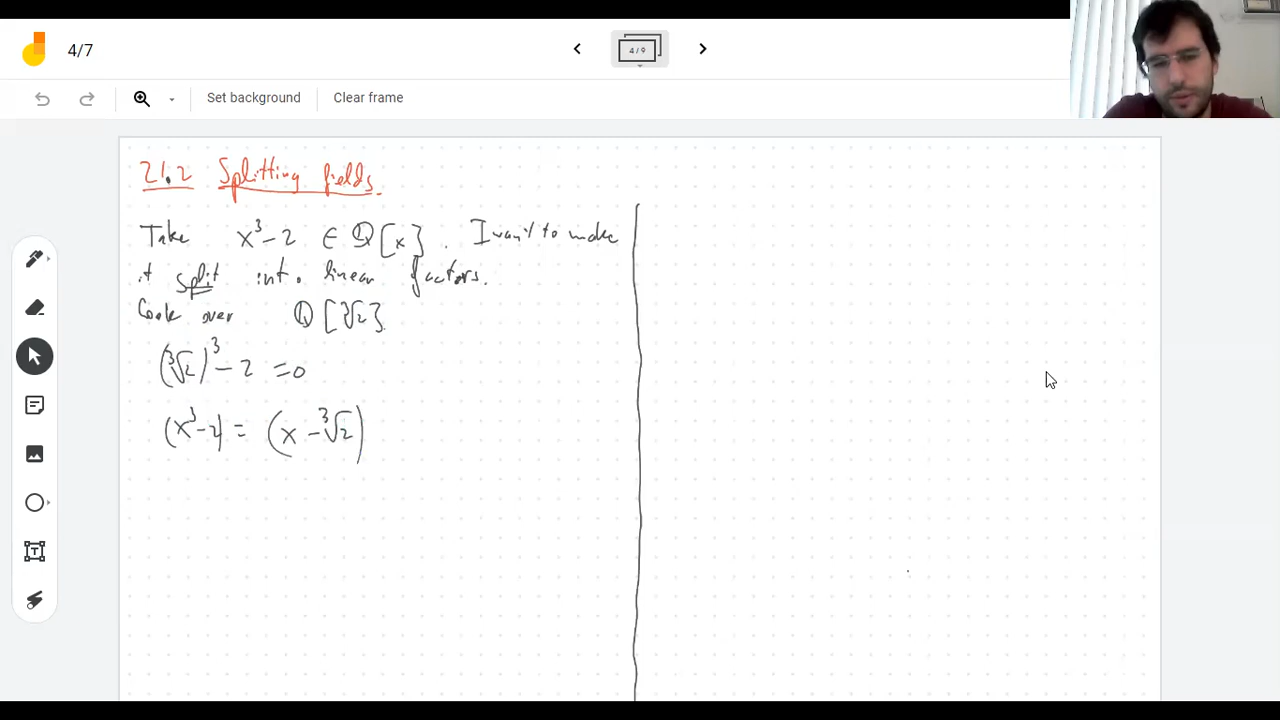 4/7
4 / 9
Set background
Clear frame
21.2 Splitting fields.
Take x³-2 ∈ ℚ[x]. I want to make
it split into linear factors.
Look over ℚ[∛2].
(∛2)³ - 2 = 0
(x³-2) = (x - ∛2)